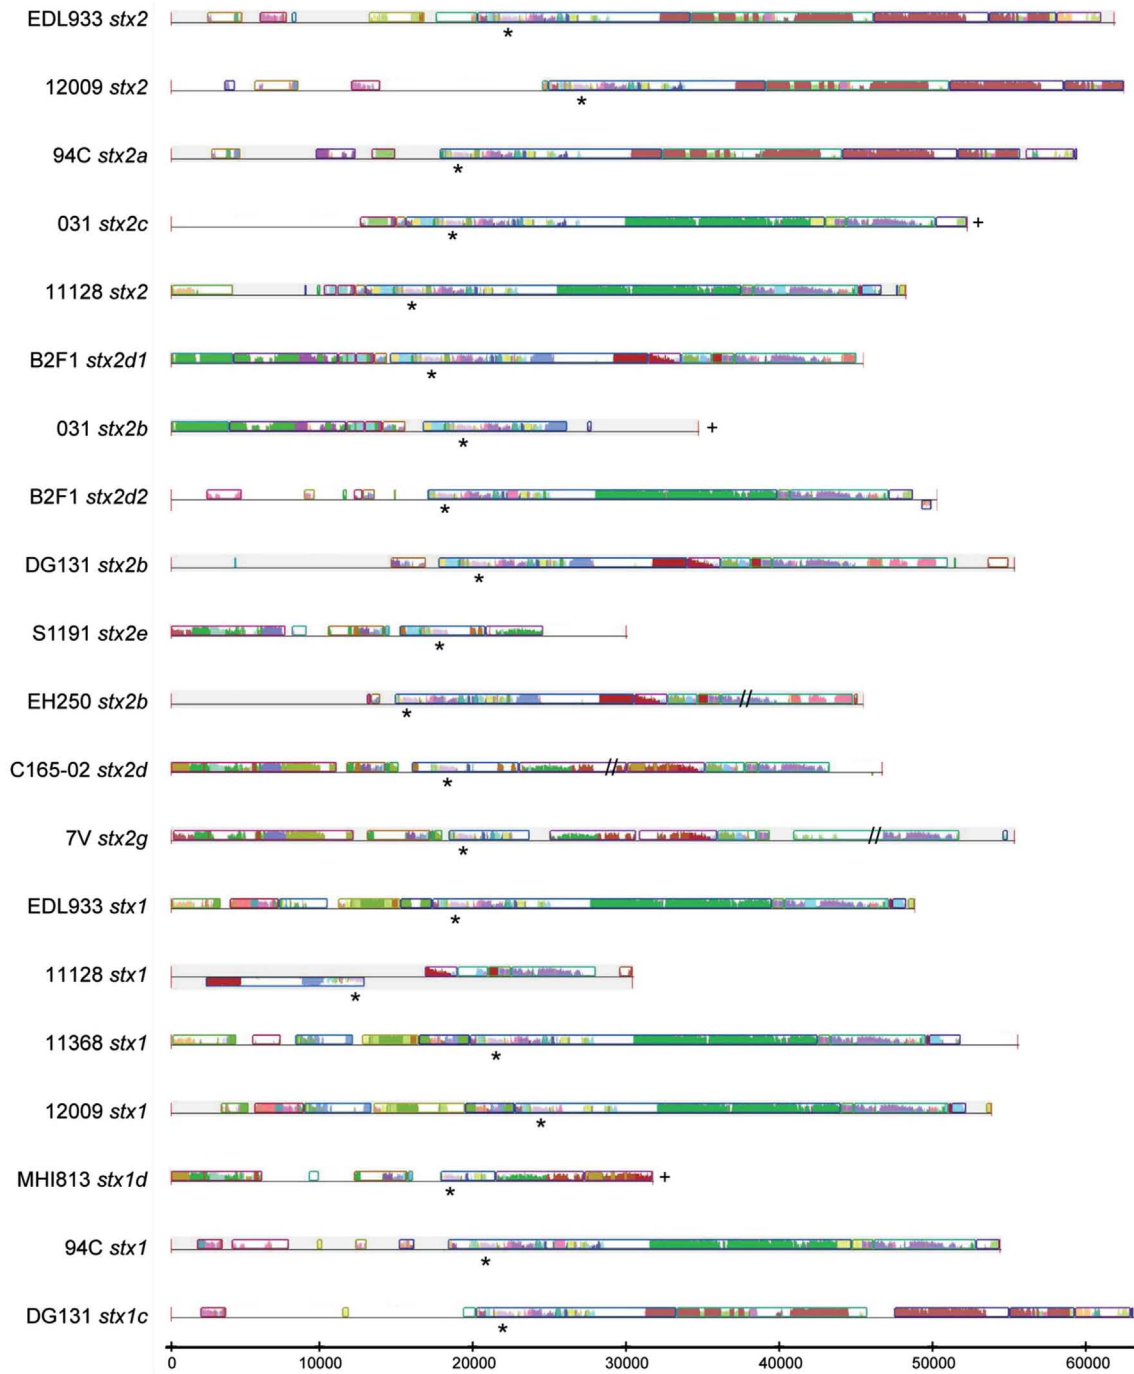 EDL933 stx2
*
12009 stx2
*
94C stx2a
*
031 stx2c +
*
11128 stx2
*
B2F1 stx2d1
*
031 stx2b +
*
B2F1 stx2d2
*
DG131 stx2b
*
S1191 stx2e
*
EH250 stx2b //
*
C165-02 stx2d //
*
7V stx2g //
*
EDL933 stx1
*
11128 stx1
*
11368 stx1
*
12009 stx1
*
MHI813 stx1d +
*
94C stx1
*
DG131 stx1c
*
0 10000 20000 30000 40000 50000 60000